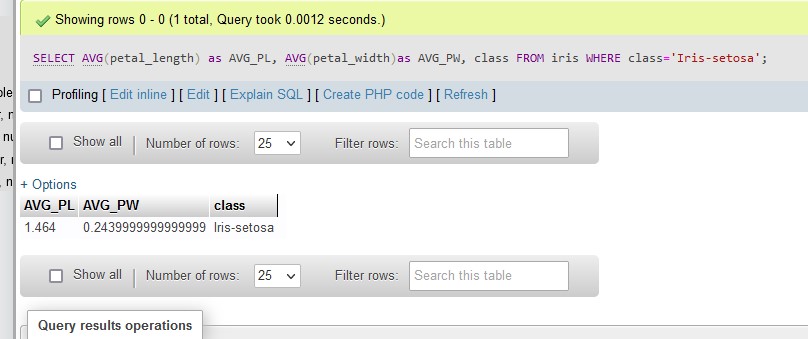 Showing rows 0 - 0 (1 total, Query took 0.0012 seconds.)
SELECT AVG(petal_length) as AVG_PL, AVG(petal_width)as AVG_PW, class FROM iris WHERE class='Iris-setosa';
Profiling [ Edit inline ] [ Edit ] [ Explain SQL ] [ Create PHP code ] [ Refresh ]
Show all Number of rows: 25 Filter rows: Search this table
+ Options
AVG_PL AVG_PW class
1.464 0.2439999999999999 Iris-setosa
Show all Number of rows: 25 Filter rows: Search this table
Query results operations